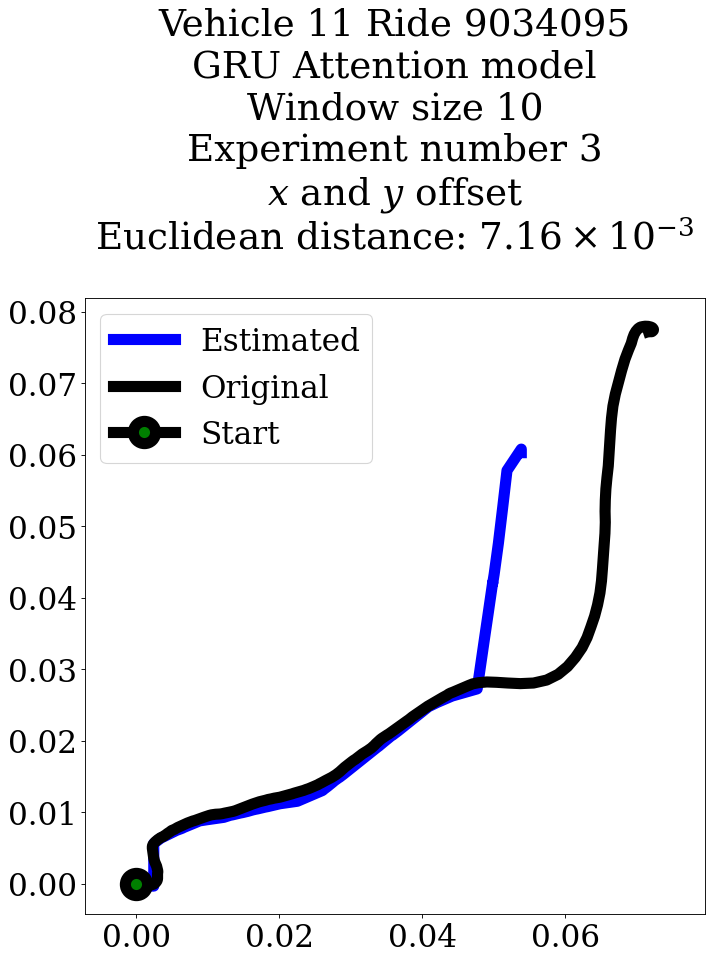 Vehicle 11 Ride 9034095
GRU Attention model
Window size 10
Experiment number 3
x and y offset
Euclidean distance: 7.16 × 10⁻³
Estimated
Original
Start
0.08
0.07
0.06
0.05
0.04
0.03
0.02
0.01
0.00
0.00 0.02 0.04 0.06